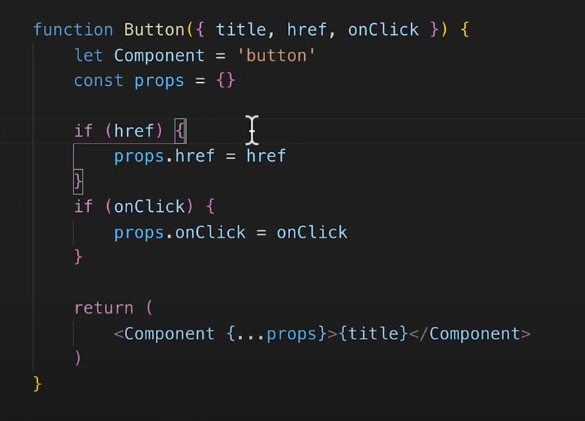 function Button({ title, href, onClick }) {
    let Component = 'button'
    const props = {}

    if (href) {
        props.href = href
    }
    if (onClick) {
        props.onClick = onClick
    }

    return (
        <Component {...props}>{title}</Component>
    )
}